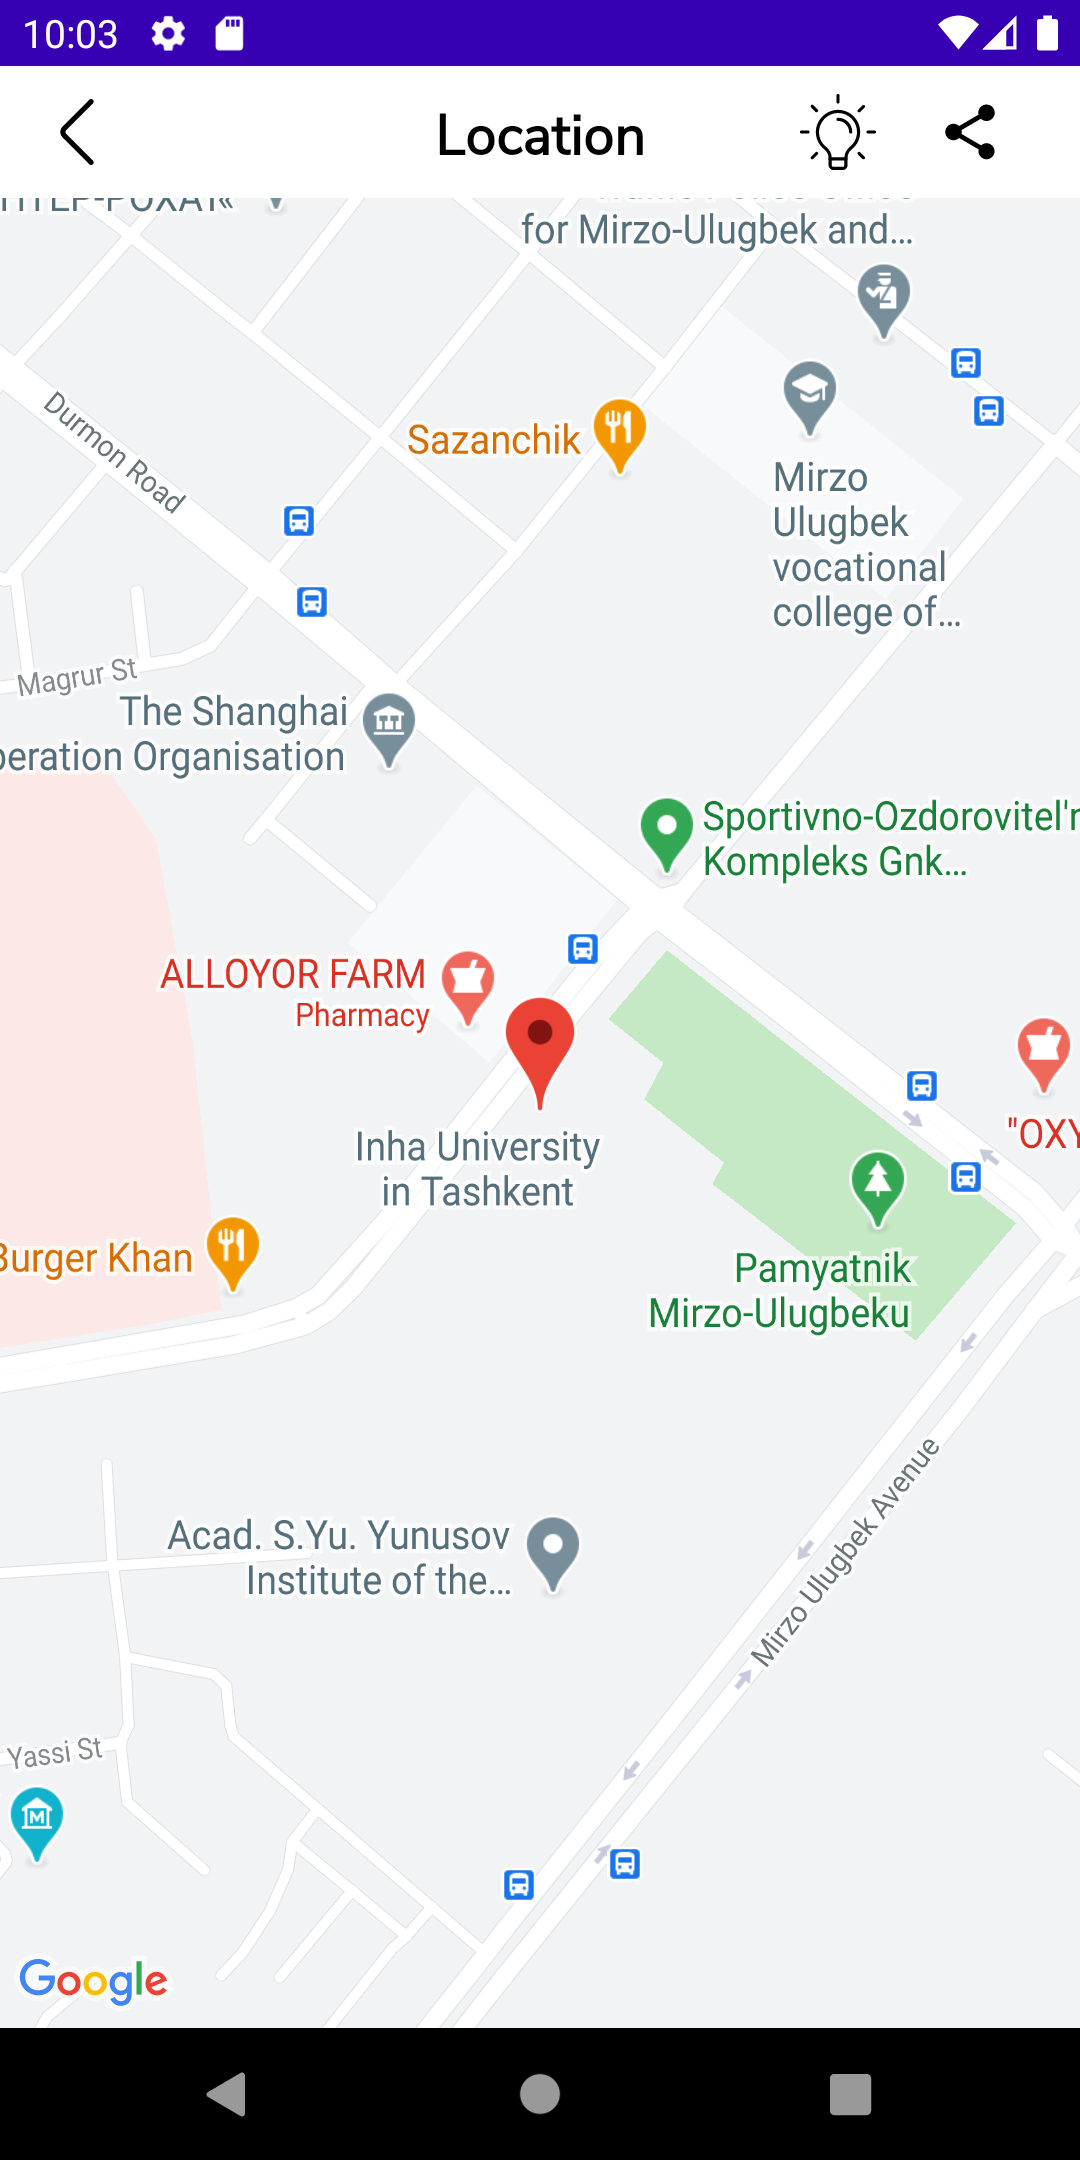 10:03
Location
for Mirzo-Ulugbek and...
Durmon Road
Sazanchik
Mirzo
Ulugbek
vocational
college of...
Magrur St
The Shanghai
peration Organisation
Sportivno-Ozdorovitel'n
Kompleks Gnk...
ALLOYOR FARM
Pharmacy
"OXY
Inha University
in Tashkent
Burger Khan
Pamyatnik
Mirzo-Ulugbeku
Acad. S.Yu. Yunusov
Institute of the...
Mirzo Ulugbek Avenue
Yassi St
M
Google